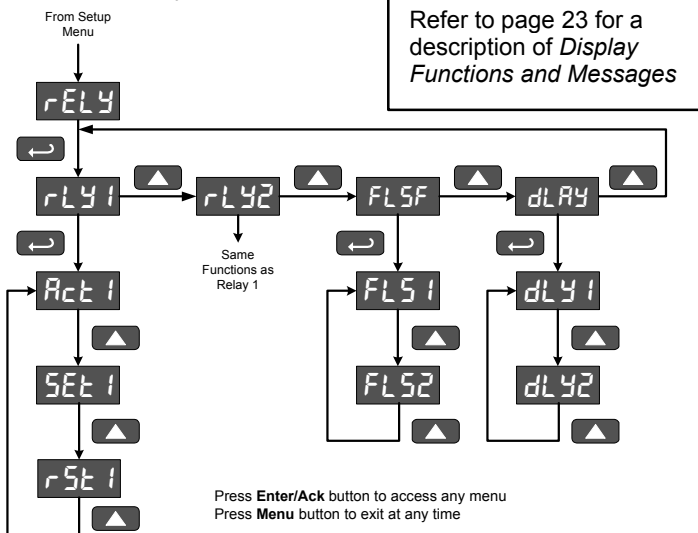 From Setup
Menu
Refer to page 23 for a
description of Display
Functions and Messages
rELY
rLY1
rLY2
FLSF
dLAY
Same
Functions as
Relay 1
Act1
FLS1
dLY1
SEt1
FLS2
dLY2
rSt1
Press Enter/Ack button to access any menu
Press Menu button to exit at any time